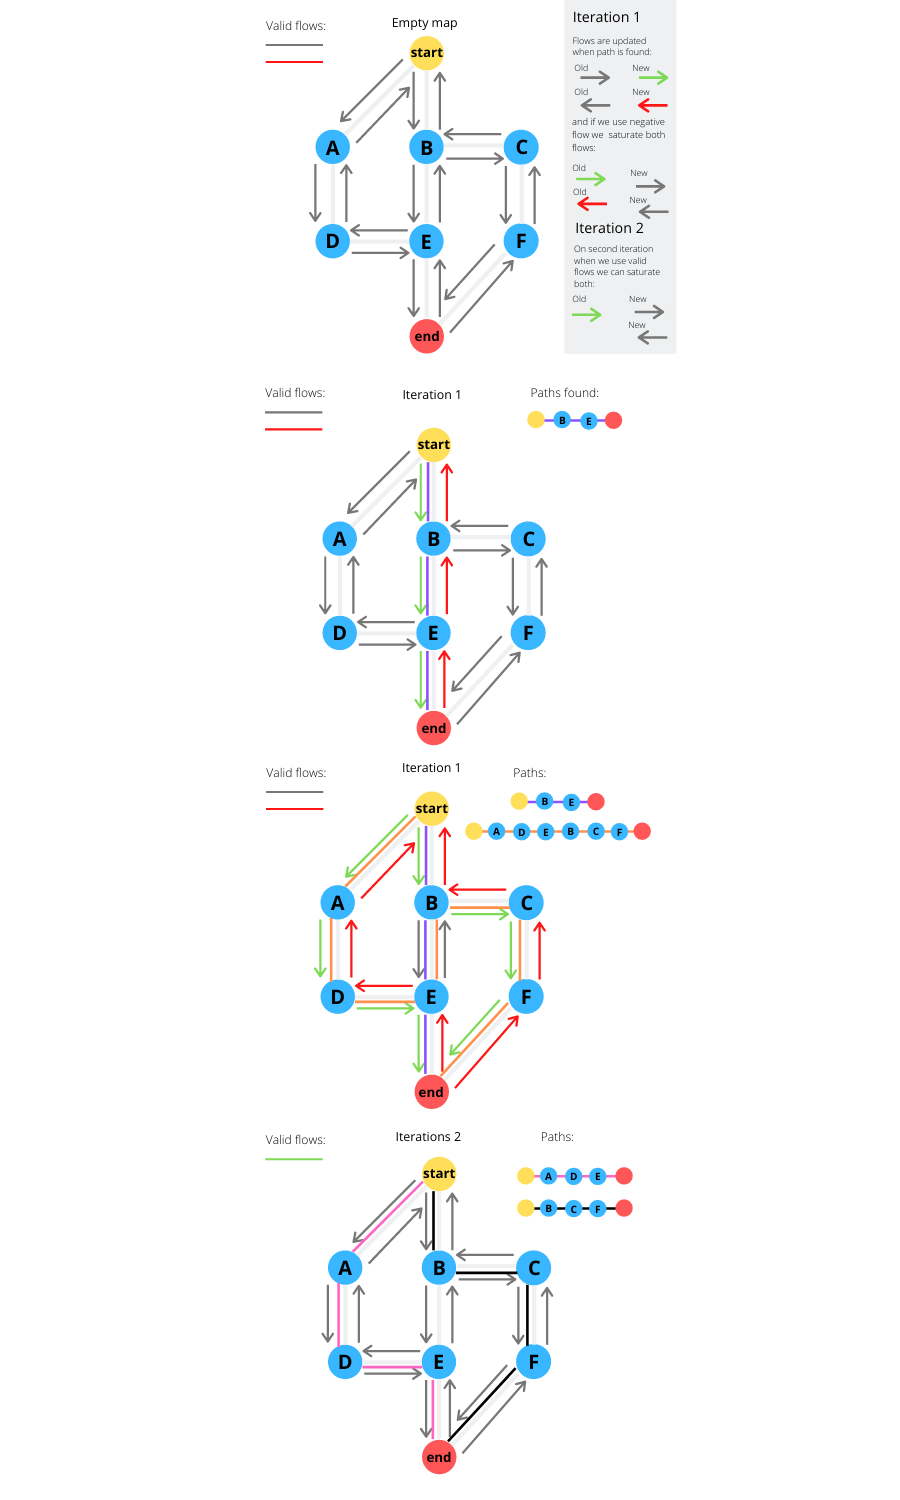 Valid flows:
Empty map
start
A
B
C
D
E
F
end
Iteration 1
Flows are updated
when path is found:
Old New
Old New
and if we use negative
flow we saturate both
flows:
Old New
Old New
Iteration 2
On second iteration
when we use valid
flows we can saturate
both:
Old New
New
Valid flows:
Iteration 1
Paths found:
B E
start
A
B
C
D
E
F
end
Valid flows:
Iteration 1
Paths:
B E
A D E B C F
start
A
B
C
D
E
F
end
Valid flows:
Iterations 2
Paths:
A D E
B C F
start
A
B
C
D
E
F
end